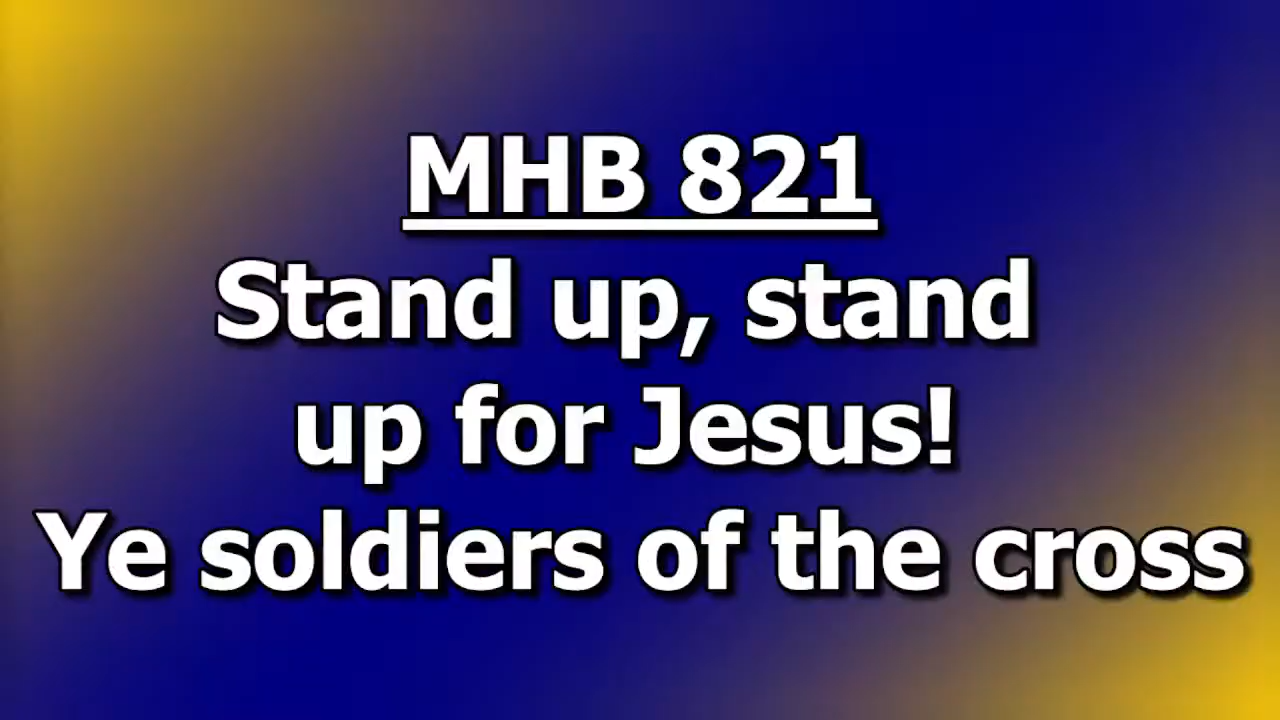 MHB 821
Stand up, stand
up for Jesus!
Ye soldiers of the cross